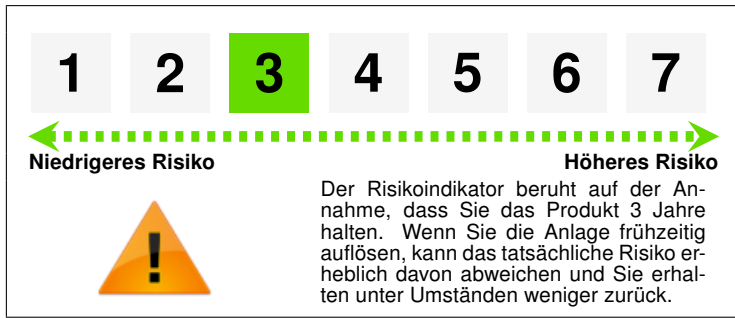 1 2 3 4 5 6 7
Niedrigeres Risiko Höheres Risiko
Der Risikoindikator beruht auf der An-
nahme, dass Sie das Produkt 3 Jahre
halten. Wenn Sie die Anlage frühzeitig
auflösen, kann das tatsächliche Risiko er-
heblich davon abweichen und Sie erhal-
ten unter Umständen weniger zurück.